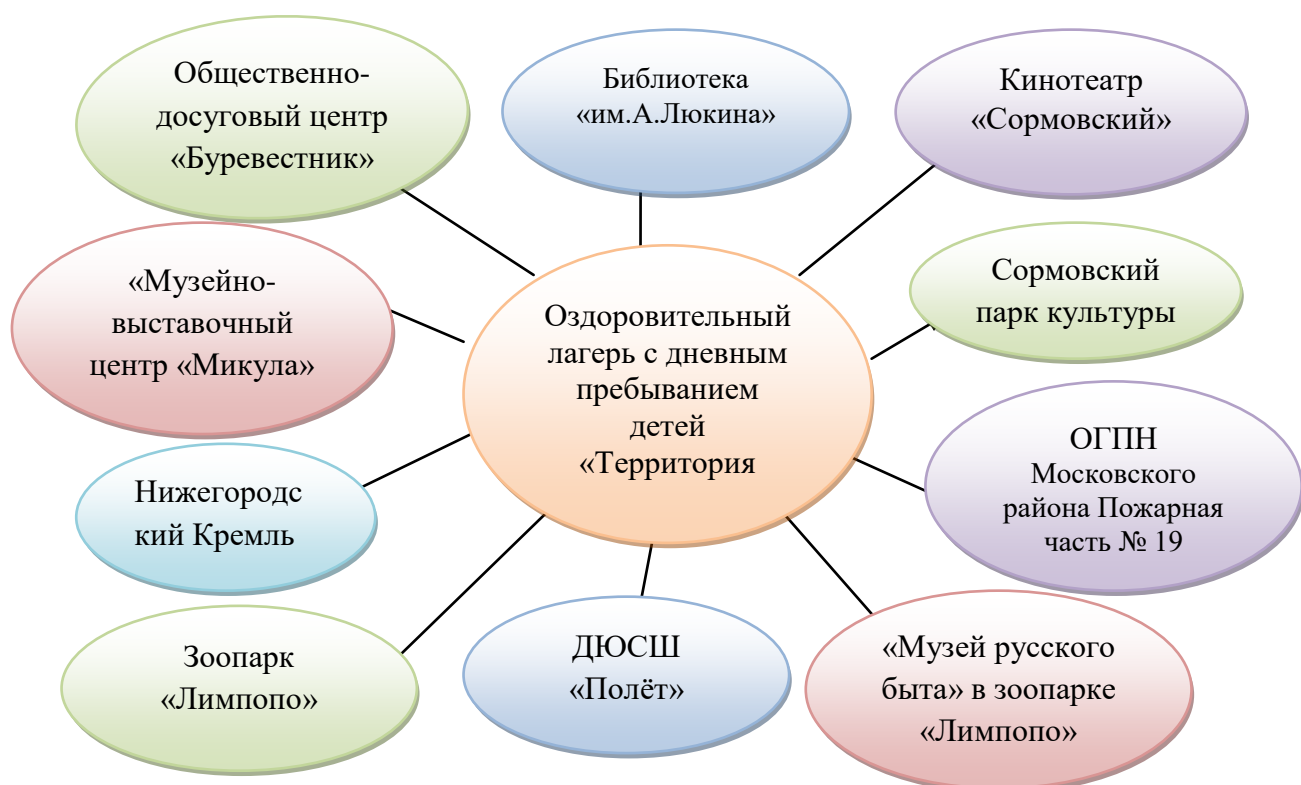 Общественно-
досуговый центр
«Буревестник»
Библиотека
«им.А.Люкина»
Кинотеатр
«Сормовский»
«Музейно-
выставочный
центр «Микула»
Оздоровительный
лагерь с дневным
пребыванием
детей
«Территория
Сормовский
парк культуры
Нижегородс
кий Кремль
ОГПН
Московского
района Пожарная
часть № 19
Зоопарк
«Лимпопо»
ДЮСШ
«Полёт»
«Музей русского
быта» в зоопарке
«Лимпопо»